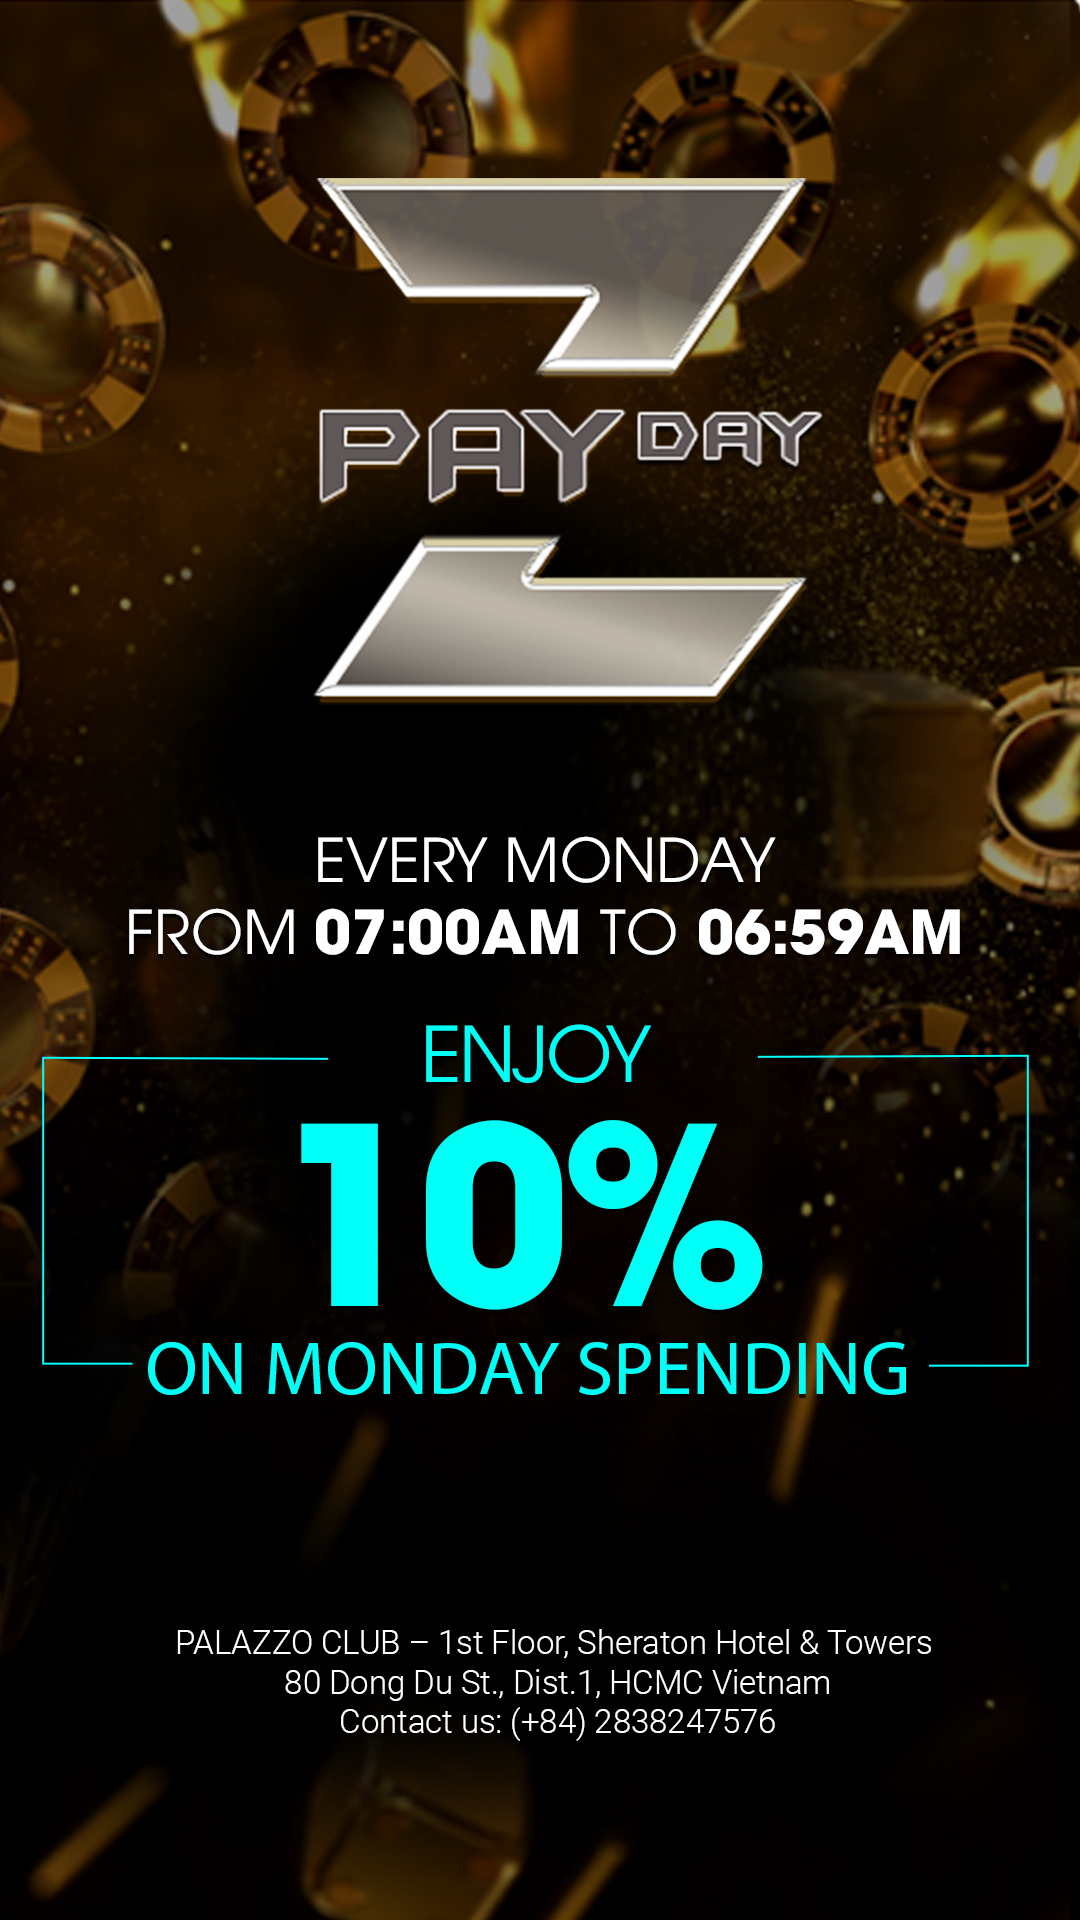 PAY DAY
EVERY MONDAY
FROM 07:00AM TO 06:59AM
ENJOY
10%
ON MONDAY SPENDING
PALAZZO CLUB – 1st Floor, Sheraton Hotel & Towers
80 Dong Du St., Dist.1, HCMC Vietnam
Contact us: (+84) 2838247576